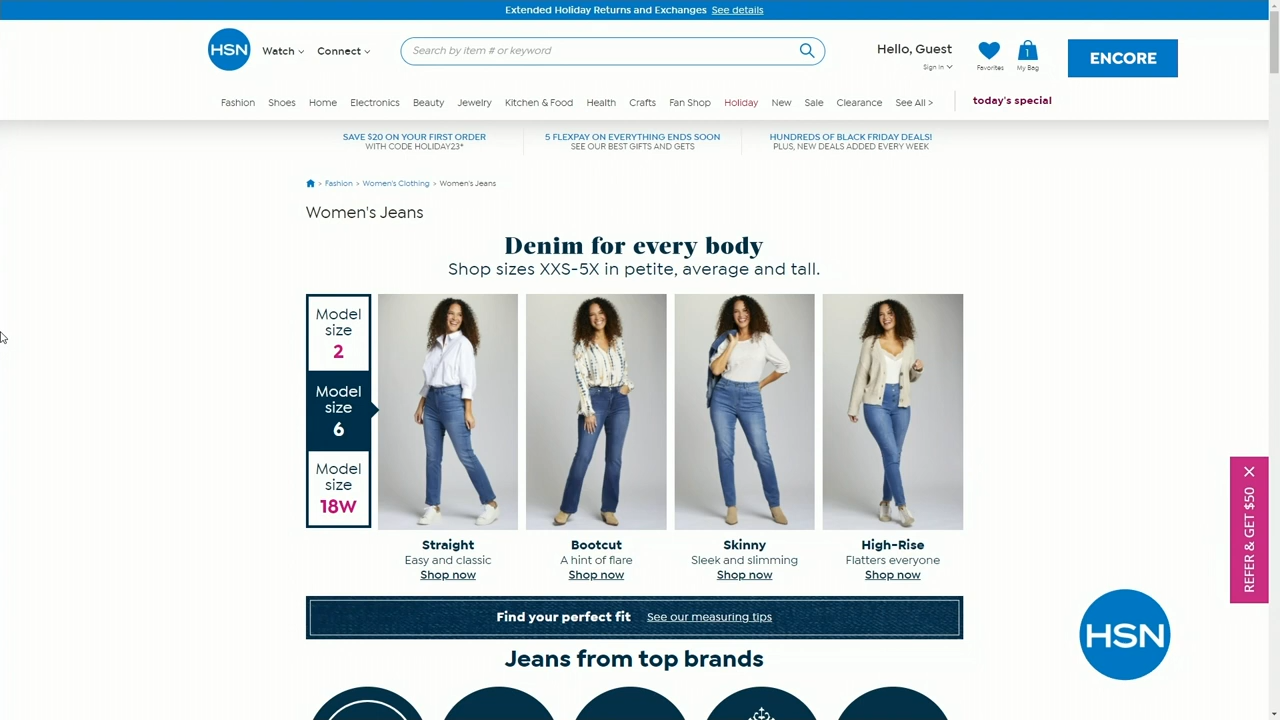 Extended Holiday Returns and Exchanges See details
HSN
Watch
Connect
Search by item # or keyword
Hello, Guest
Sign In
Favorites
1
My Bag
ENCORE
Fashion Shoes Home Electronics Beauty Jewelry Kitchen & Food Health Crafts Fan Shop Holiday New Sale Clearance See All > today's special
SAVE $20 ON YOUR FIRST ORDER
WITH CODE HOLIDAY23*
5 FLEXPAY ON EVERYTHING ENDS SOON
SEE OUR BEST GIFTS AND GETS
HUNDREDS OF BLACK FRIDAY DEALS!
PLUS, NEW DEALS ADDED EVERY WEEK
> Fashion > Women's Clothing > Women's Jeans
Women's Jeans
Denim for every body
Shop sizes XXS-5X in petite, average and tall.
Model
size
2
Model
size
6
Model
size
18W
Straight
Easy and classic
Shop now
Bootcut
A hint of flare
Shop now
Skinny
Sleek and slimming
Shop now
High-Rise
Flatters everyone
Shop now
Find your perfect fit See our measuring tips
Jeans from top brands
REFER & GET $50
HSN